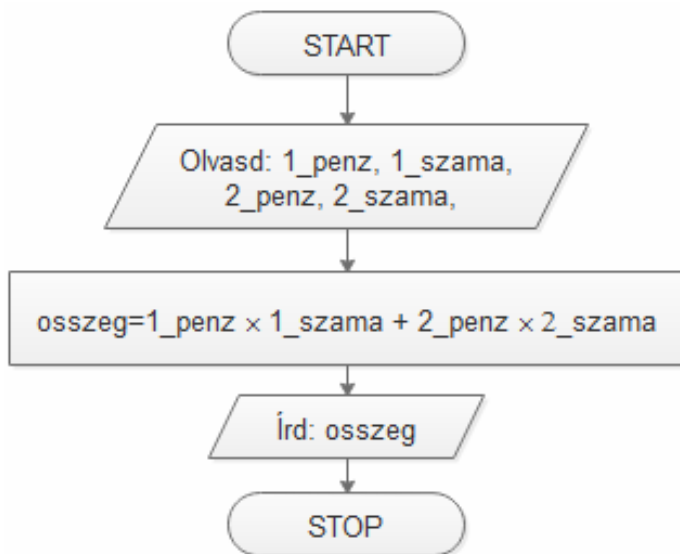 START
Olvasd: 1_penz, 1_szama,
2_penz, 2_szama,
osszeg=1_penz × 1_szama + 2_penz × 2_szama
Írd: osszeg
STOP